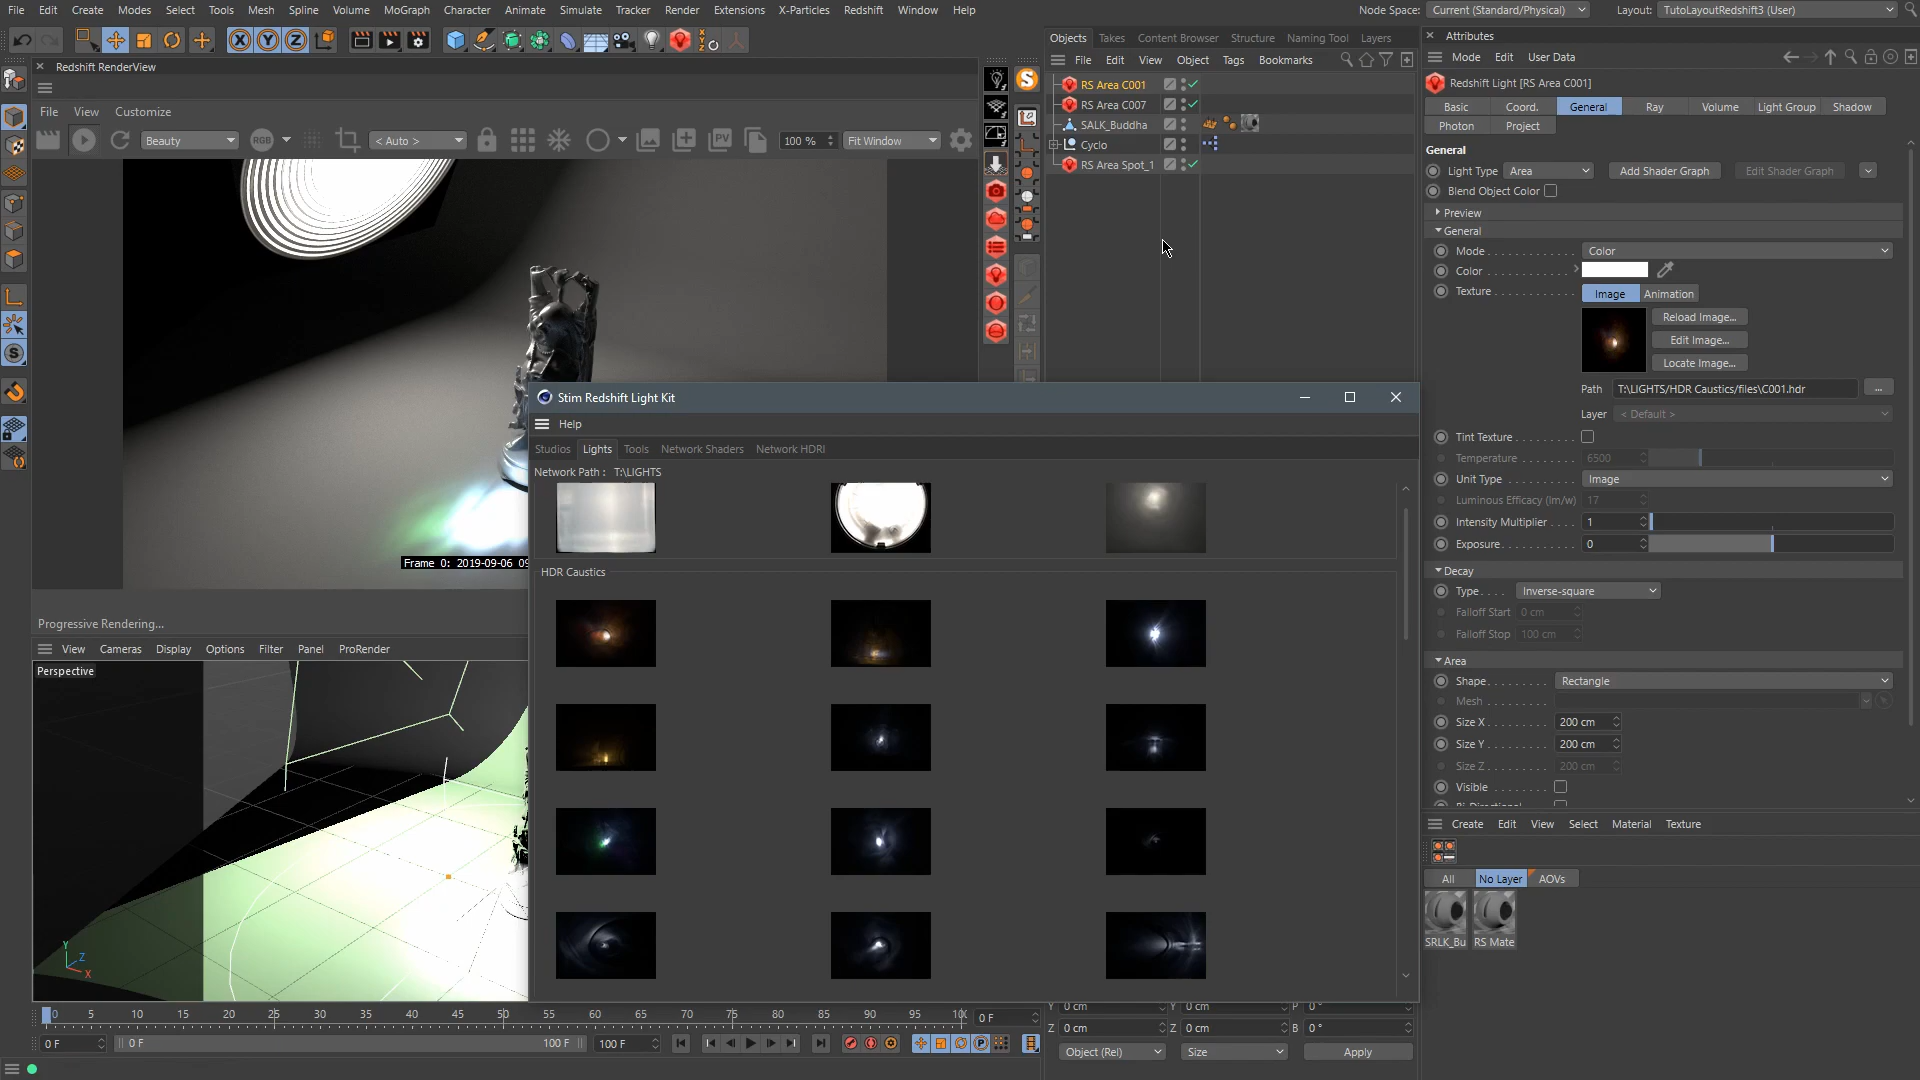 File Edit Create Modes Select Tools Mesh Spline Volume MoGraph Character Animate Simulate Tracker Render Extensions X-Particles Redshift Window Help
Node Space: Current (Standard/Physical) Layout: TutoLayoutRedshift3 (User)
Redshift RenderView
File View Customize
Beauty RGB < Auto > PV 100 % Fit Window
Frame 0: 2019-09-06 09
Progressive Rendering...
View Cameras Display Options Filter Panel ProRender
Perspective
Y
Z
X
Objects Takes Content Browser Structure Naming Tool Layers
File Edit View Object Tags Bookmarks
RS Area C001
RS Area C007
SALK_Buddha
Cyclo
RS Area Spot_1
Stim Redshift Light Kit
Help
Studios Lights Tools Network Shaders Network HDRI
Network Path : T:\LIGHTS
HDR Caustics
Attributes
Mode Edit User Data
Redshift Light [RS Area C001]
Basic Coord. General Ray Volume Light Group Shadow
Photon Project
General
Light Type Area Add Shader Graph Edit Shader Graph
Blend Object Color
Preview
General
Mode Color
Color
Texture Image Animation
Reload Image...
Edit Image...
Locate Image...
Path T:\LIGHTS/HDR Caustics/files\C001.hdr ...
Layer < Default >
Tint Texture
Temperature 6500
Unit Type Image
Luminous Efficacy (lm/w) 17
Intensity Multiplier 1
Exposure 0
Decay
Type Inverse-square
Falloff Start 0 cm
Falloff Stop 100 cm
Area
Shape Rectangle
Mesh
Size X 200 cm
Size Y 200 cm
Size Z 200 cm
Visible
Create Edit View Select Material Texture
All No Layer AOVs
SRLK_Bu RS Mate
0 5 10 15 20 25 30 35 40 45 50 55 60 65 70 75 80 85 90 95 0 F
0 F 0 F 100 F 100 F
Y 0 cm Y 0 cm P 0 °
Z 0 cm Z 0 cm B 0 °
Object (Rel) Size Apply